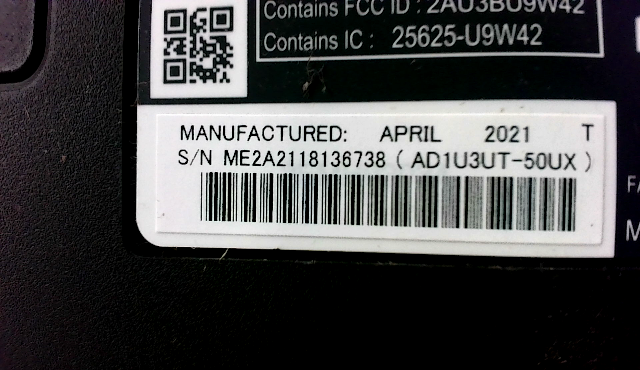 Contains FCC ID : 2AU3BU9W42
Contains IC : 25625-U9W42
MANUFACTURED: APRIL 2021 T
S/N ME2A2118136738 ( AD1U3UT-50UX )